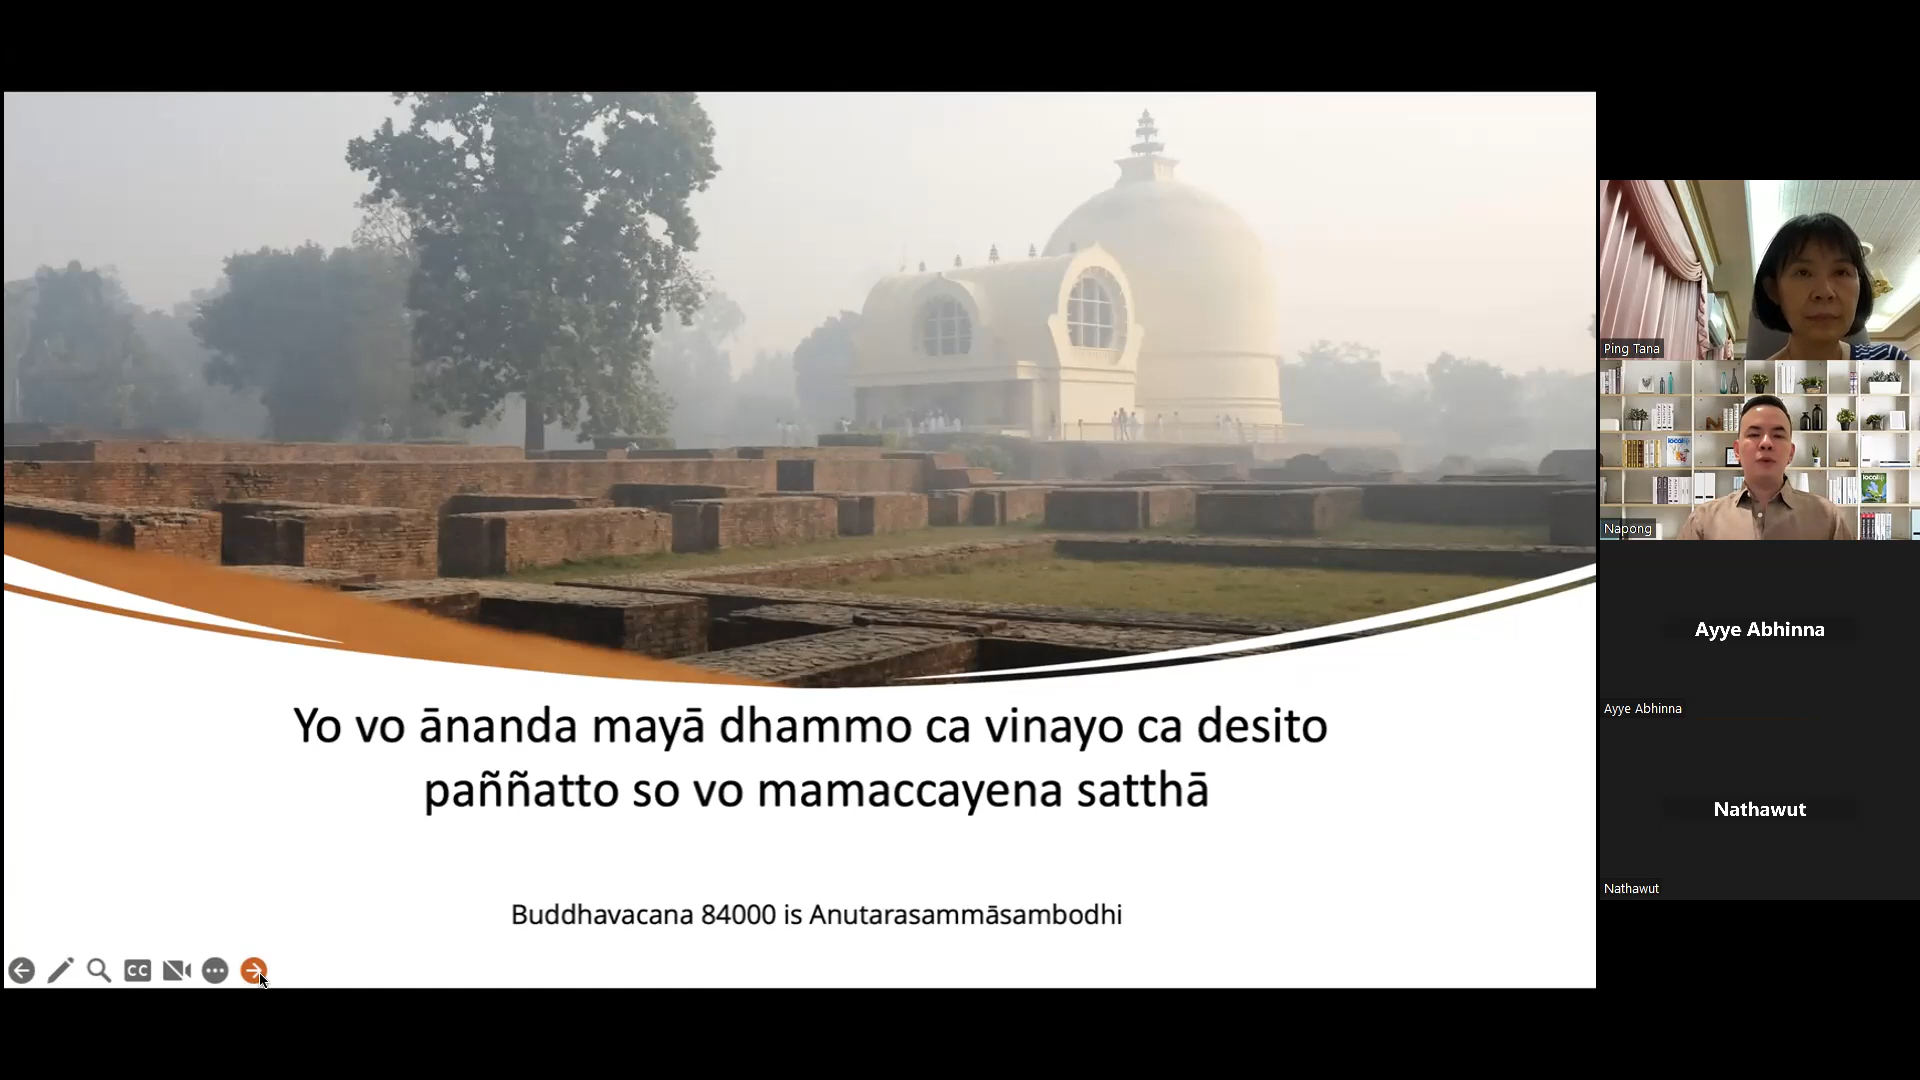 Yo vo ānanda mayā dhammo ca vinayo ca desito
paññatto so vo mamaccayena satthā
Buddhavacana 84000 is Anutarasammāsambodhi
CC
Ping Tana
Napong
Ayye Abhinna
Ayye Abhinna
Nathawut
Nathawut